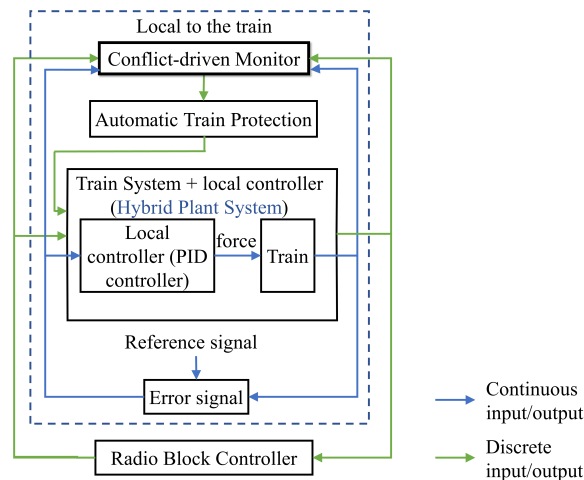 Local to the train
Conflict-driven Monitor
Automatic Train Protection
Train System + local controller
(Hybrid Plant System)
Local
controller (PID
controller)
force
Train
Reference signal
Error signal
Radio Block Controller
Continuous
input/output
Discrete
input/output